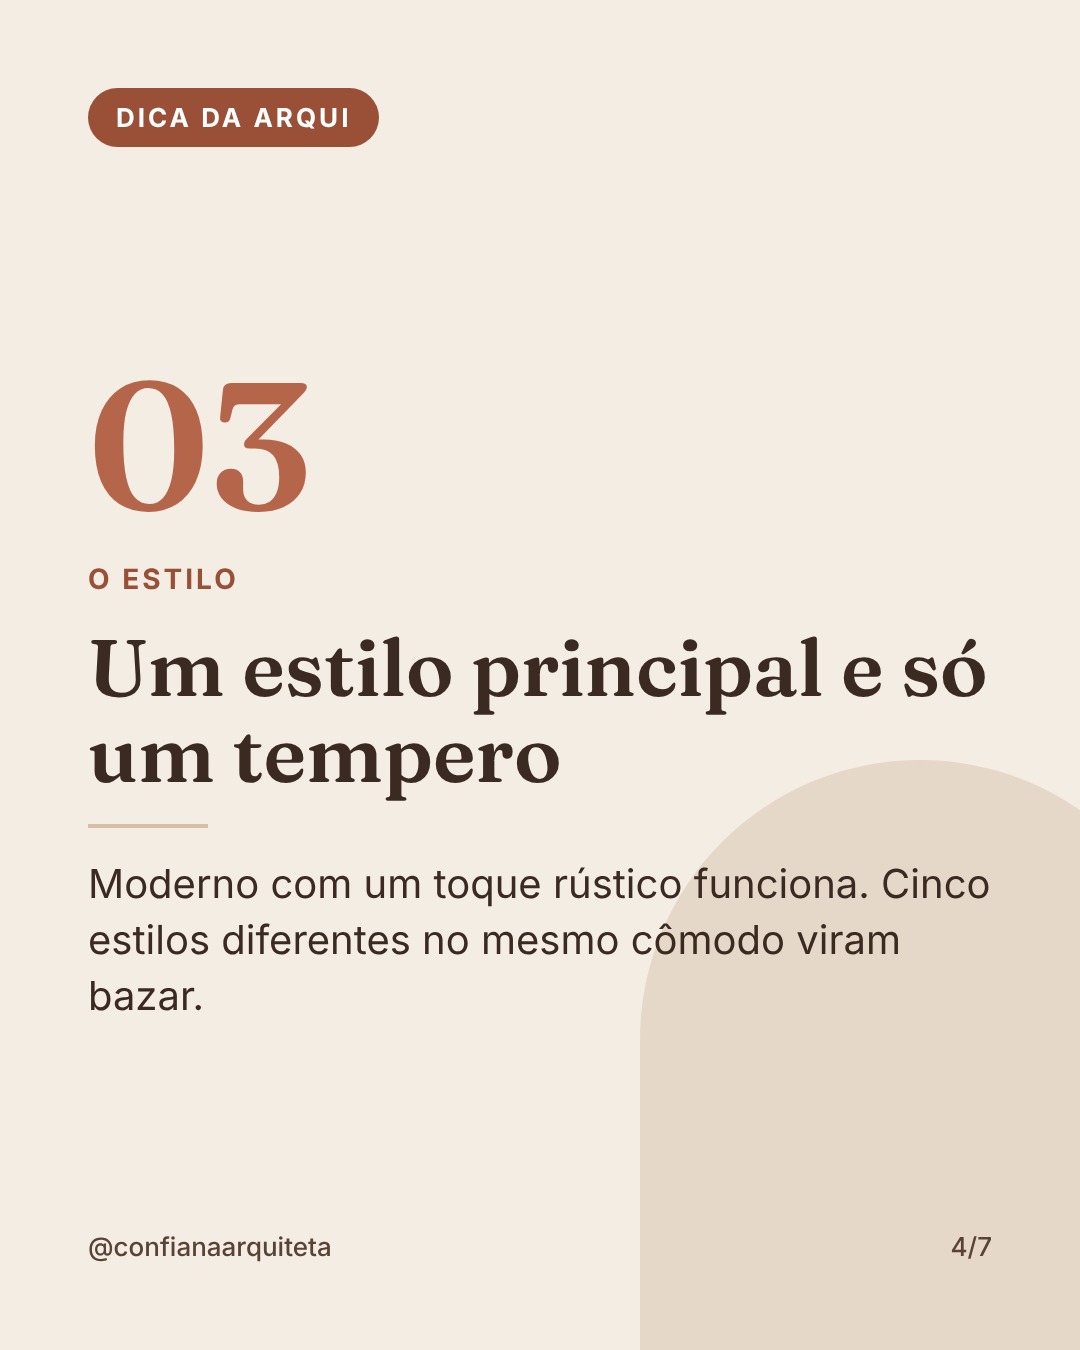 DICA DA ARQUI
03
O ESTILO
Um estilo principal e só
um tempero
Moderno com um toque rústico funciona. Cinco
estilos diferentes no mesmo cômodo viram
bazar.
@confianaarquiteta
4/7